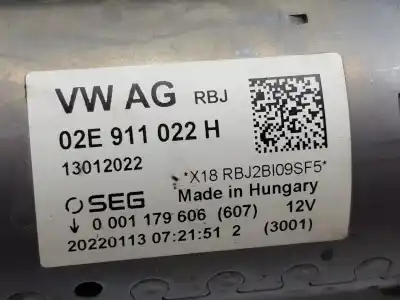 VW AG RBJ
02E 911 022 H
13012022
*X18 RBJ2BI09SF5*
SEG Made in Hungary
0 001 179 606 (607) 12V
20220113 07:21:51 2 (3001)